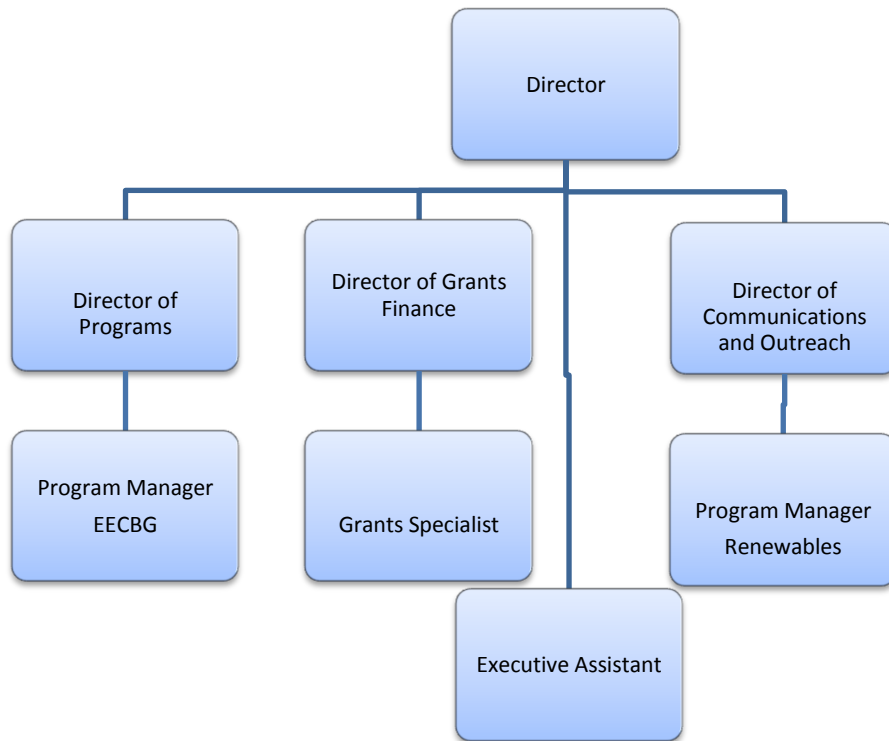 Director
Director of
Programs
Director of Grants
Finance
Director of
Communications
and Outreach
Program Manager
EECBG
Grants Specialist
Program Manager
Renewables
Executive Assistant